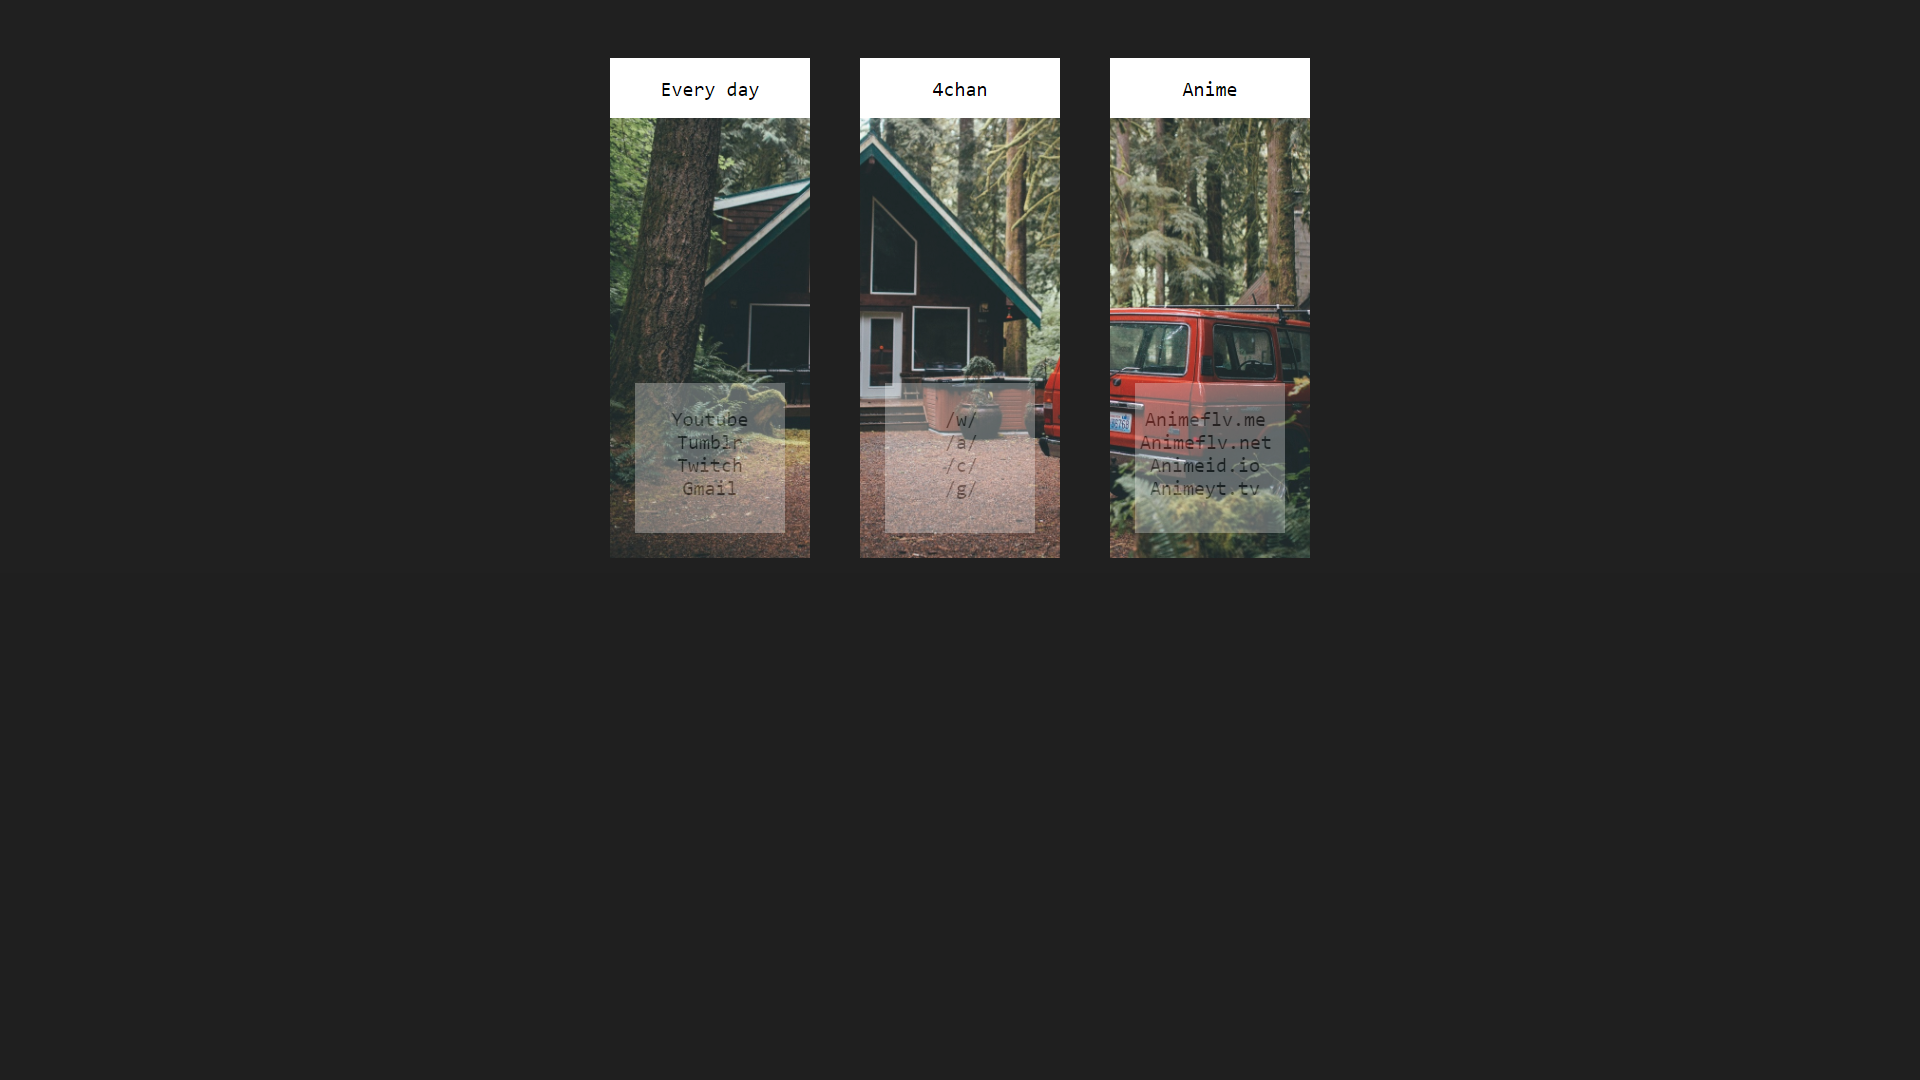 Every day
4chan
Anime
Youtube
Tumblr
Twitch
Gmail
/w/
/a/
/c/
/g/
Animeflv.me
Animeflv.net
Animeid.io
Animeyt.tv